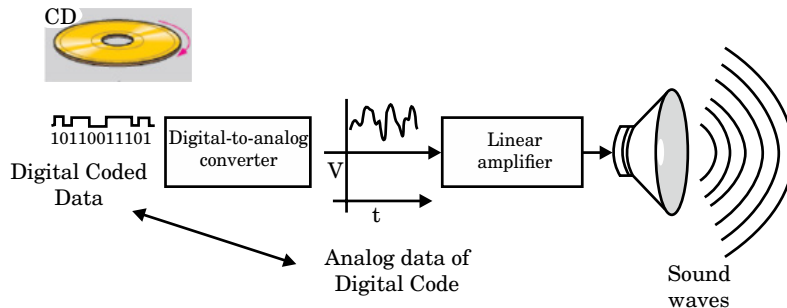 CD
10110011101
Digital-to-analog
converter
Digital Coded
Data
V
t
Analog data of
Digital Code
Linear
amplifier
Sound
waves